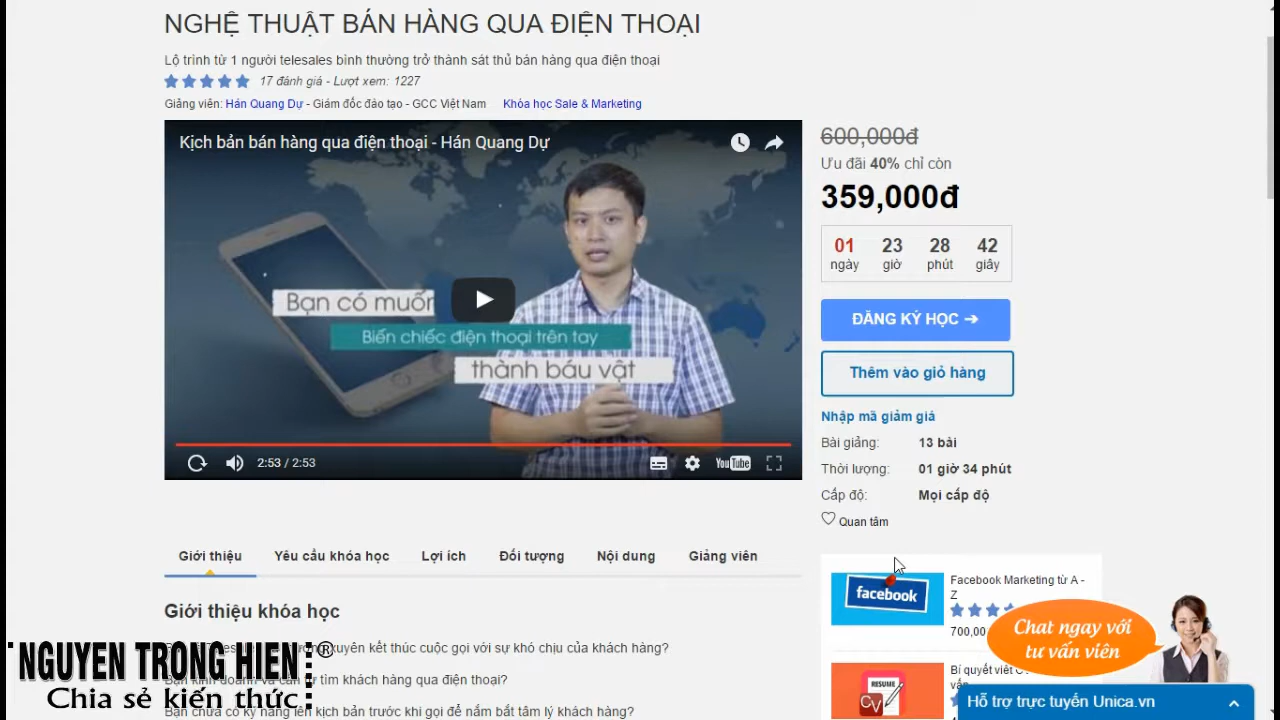 NGHỆ THUẬT BÁN HÀNG QUA ĐIỆN THOẠI
Lộ trình từ 1 người telesales bình thường trở thành sát thủ bán hàng qua điện thoại
17 đánh giá - Lượt xem: 1227
Giảng viên: Hán Quang Dự - Giám đốc đào tạo - GCC Việt Nam Khóa học Sale & Marketing
Kịch bản bán hàng qua điện thoại - Hán Quang Dự
Bạn có muốn
Biến chiếc điện thoại trên tay
thành báu vật
2:53 / 2:53
YouTube
600,000đ
Ưu đãi 40% chỉ còn
359,000đ
01 23 28 42
ngày giờ phút giây
ĐĂNG KÝ HỌC ➔
Thêm vào giỏ hàng
Nhập mã giảm giá
Bài giảng: 13 bài
Thời lượng: 01 giờ 34 phút
Cấp độ: Mọi cấp độ
Quan tâm
Giới thiệu Yêu cầu khóa học Lợi ích Đối tượng Nội dung Giảng viên
Giới thiệu khóa học
xuyên kết thúc cuộc gọi với sự khó chịu của khách hàng?
tìm khách hàng qua điện thoại?
Bạn chưa có kỹ năng lên kịch bản trước khi gọi để nắm bắt tâm lý khách hàng?
NGUYEN TRONG HIEN ®
Chia sẻ kiến thức
facebook
Facebook Marketing từ A -
Z
700,00
RESUME
CV
Bí quyết viết
Chat ngay với
tư vấn viên
Hỗ trợ trực tuyến Unica.vn